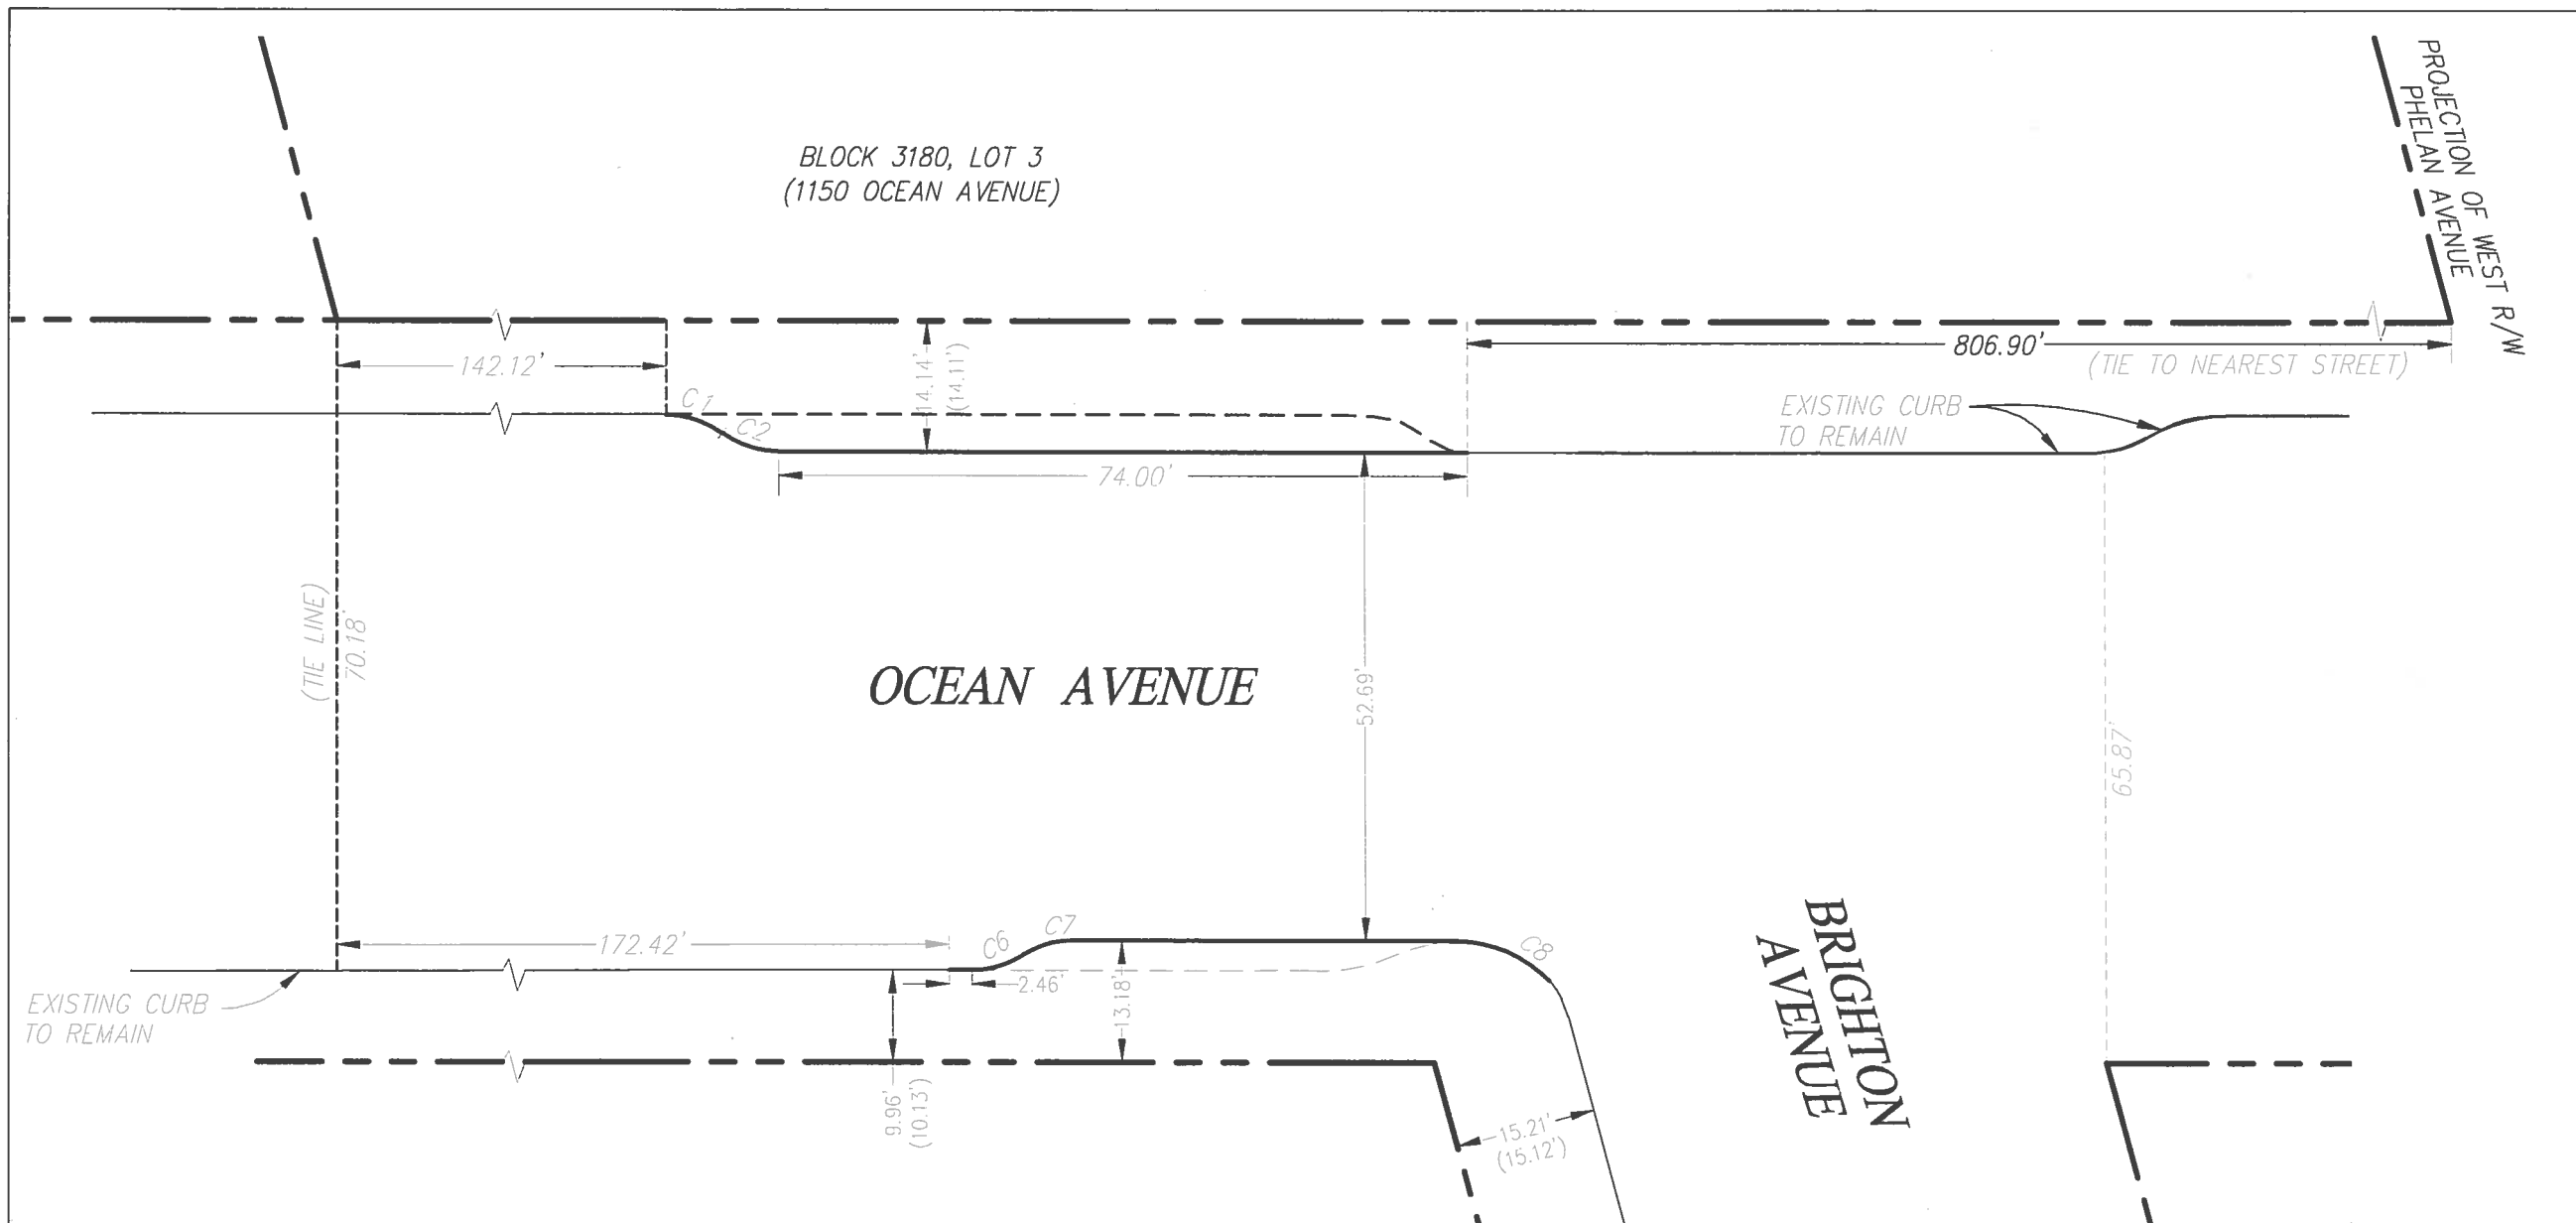 PROJECTION OF WEST R/W
PHELAN AVENUE
BLOCK 3180, LOT 3
(1150 OCEAN AVENUE)
142.12'
14.14'
(14.11')
806.90'
(TIE TO NEAREST STREET)
C1
C2
EXISTING CURB
TO REMAIN
74.00'
(TIE LINE)
70.18'
OCEAN AVENUE
52.69'
65.87'
172.42'
C6
C7
C8
2.46'
13.18'
EXISTING CURB
TO REMAIN
9.96'
(10.13')
BRIGHTON
AVENUE
15.21'
(15.12')